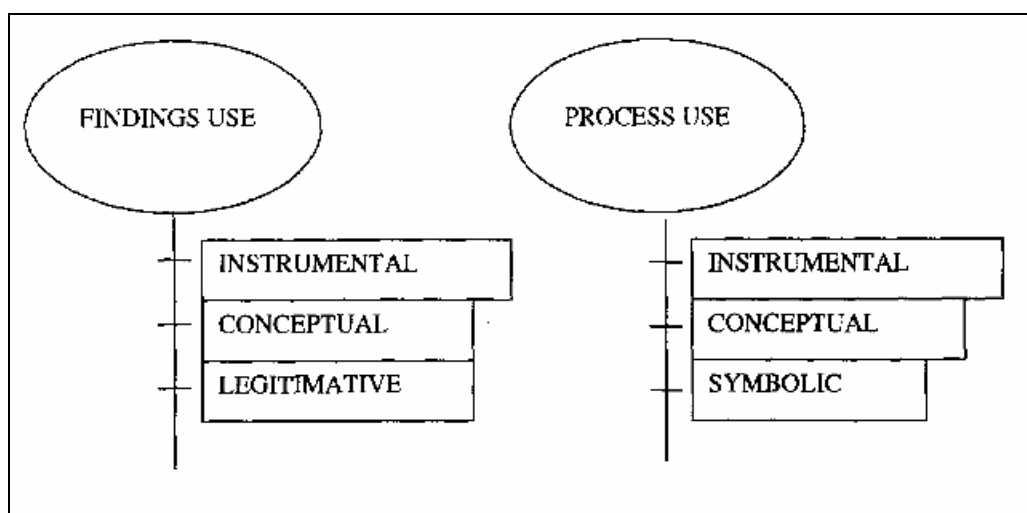 FINDINGS USE
INSTRUMENTAL
CONCEPTUAL
LEGITIMATIVE
PROCESS USE
INSTRUMENTAL
CONCEPTUAL
SYMBOLIC